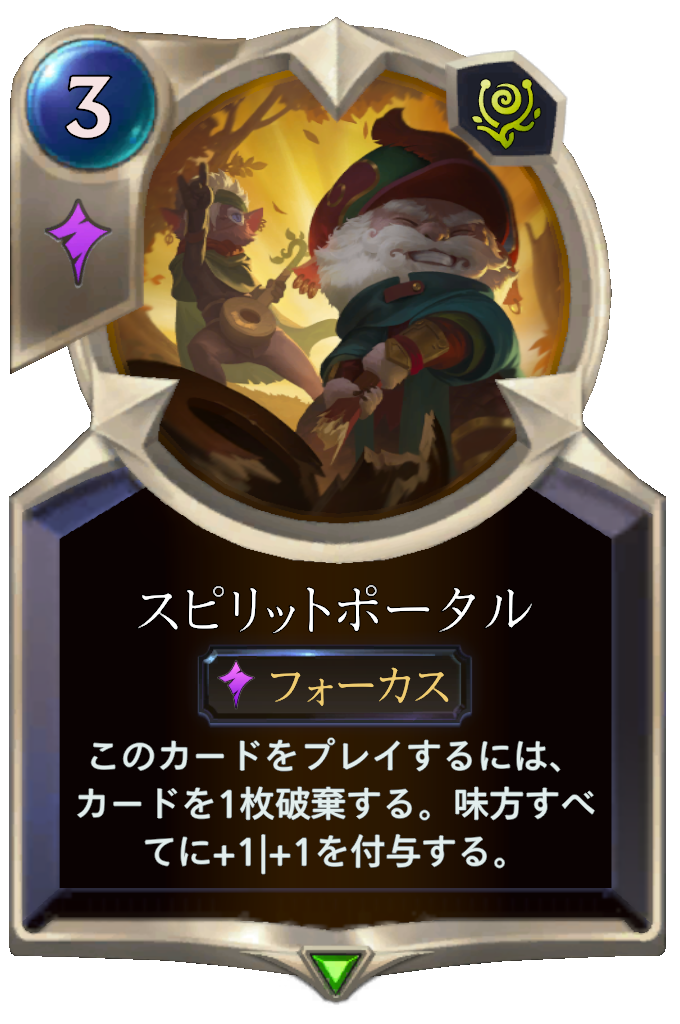 3
スピリットポータル
フォーカス
このカードをプレイするには、
カードを1枚破棄する。味方すべ
てに+1|+1を付与する。